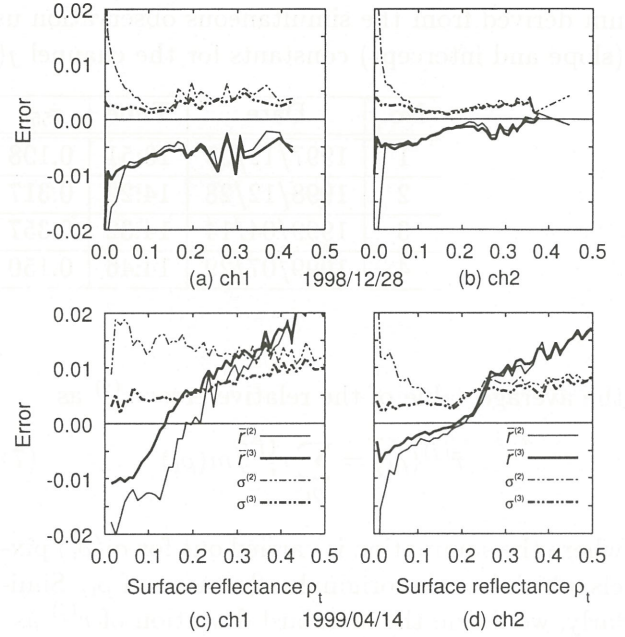 0.02
0.01
0.00
-0.01
-0.02
Error
0.0 0.1 0.2 0.3 0.4 0.5
0.0 0.1 0.2 0.3 0.4 0.5
(a) ch1 1998/12/28 (b) ch2
0.02
0.01
0.00
-0.01
-0.02
Error
r̅⁽²⁾
r̅⁽³⁾
σ⁽²⁾
σ⁽³⁾
r̅⁽²⁾
r̅⁽³⁾
σ⁽²⁾
σ⁽³⁾
0.0 0.1 0.2 0.3 0.4 0.5
0.0 0.1 0.2 0.3 0.4 0.5
Surface reflectance ρt
Surface reflectance ρt
(c) ch1 1999/04/14 (d) ch2